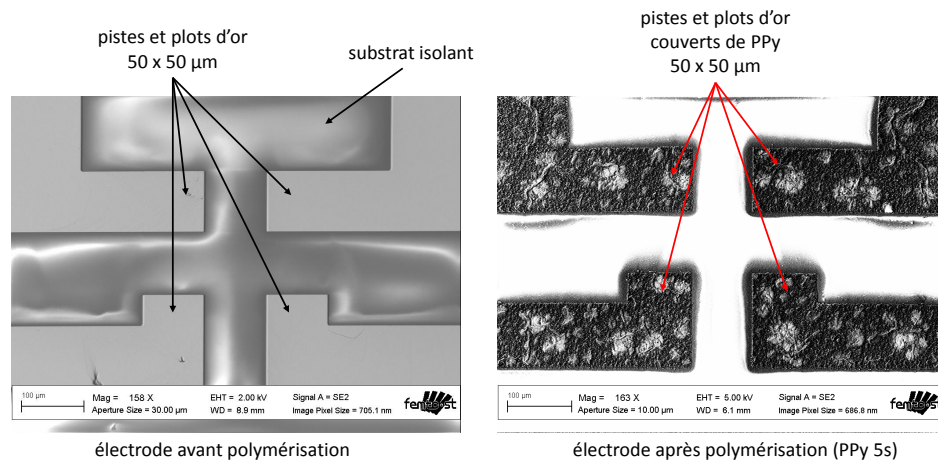 pistes et plots d'or
50 x 50 µm
substrat isolant
pistes et plots d'or
couverts de PPy
50 x 50 µm
100 µm
Mag = 158 X
EHT = 2.00 kV
Signal A = SE2
Aperture Size = 30.00 µm
WD = 8.9 mm
Image Pixel Size = 705.1 nm
femto-st
100 µm
Mag = 163 X
EHT = 5.00 kV
Signal A = SE2
Aperture Size = 10.00 µm
WD = 6.1 mm
Image Pixel Size = 686.8 nm
femto-st
électrode avant polymérisation
électrode après polymérisation (PPy 5s)